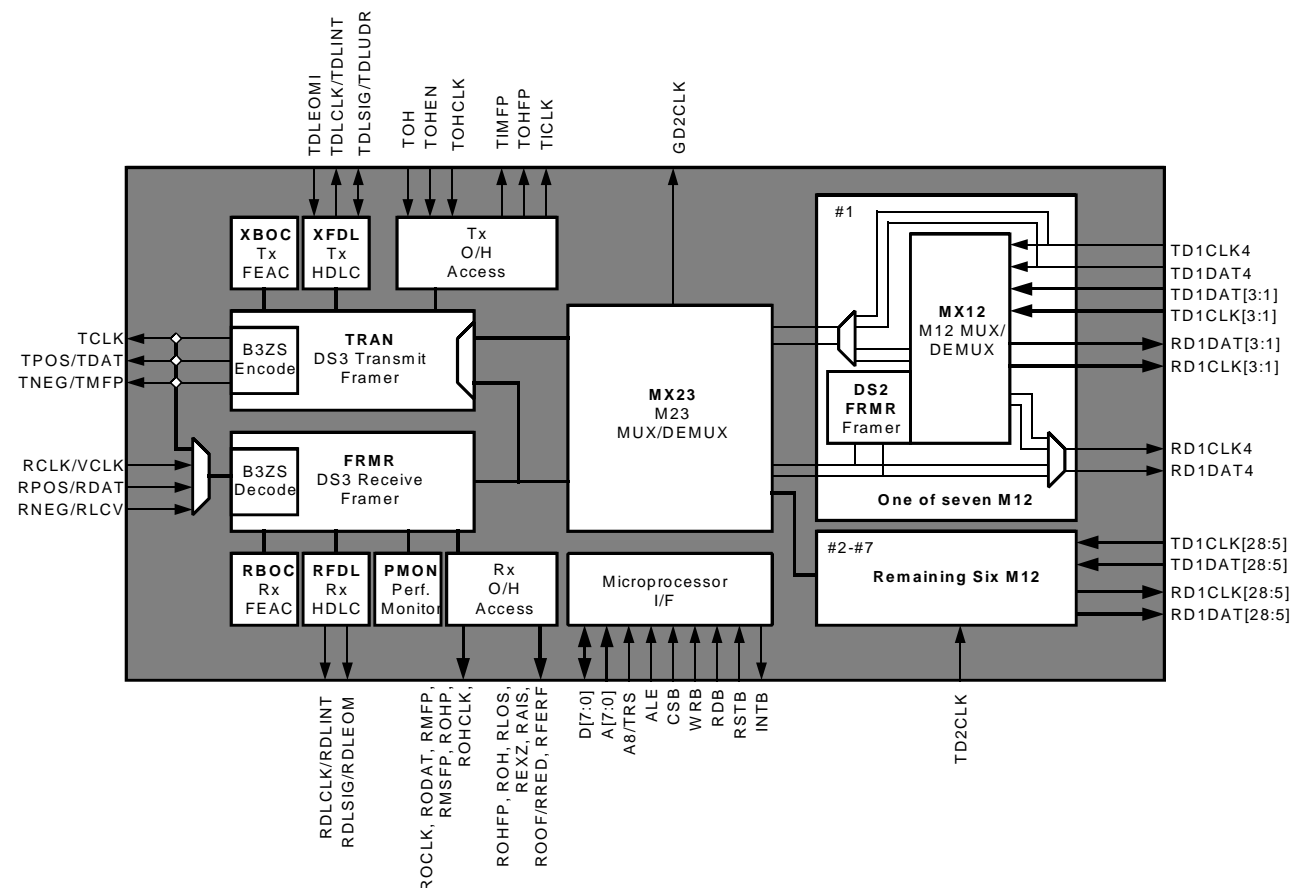 TDLEOMI
TDLCLK/TDLINT
TDLSIG/TDLUDR
TOH
TOHEN
TOHCLK
TIMFP
TOHFP
TICLK
GD2CLK
XBOC
Tx
FEAC
XFDL
Tx
HDLC
Tx
O/H
Access
TCLK
TPOS/TDAT
TNEG/TMFP
B3ZS
Encode
TRAN
DS3 Transmit
Framer
RCLK/VCLK
RPOS/RDAT
RNEG/RLCV
B3ZS
Decode
FRMR
DS3 Receive
Framer
RBOC
Rx
FEAC
RFDL
Rx
HDLC
PMON
Perf.
Monitor
Rx
O/H
Access
MX23
M23
MUX/DEMUX
Microprocessor
I/F
#1
MX12
M12 MUX/
DEMUX
DS2
FRMR
Framer
One of seven M12
#2-#7
Remaining Six M12
TD1CLK4
TD1DAT4
TD1DAT[3:1]
TD1CLK[3:1]
RD1DAT[3:1]
RD1CLK[3:1]
RD1CLK4
RD1DAT4
TD1CLK[28:5]
TD1DAT[28:5]
RD1CLK[28:5]
RD1DAT[28:5]
RDLCLK/RDLINT
RDLSIG/RDLEOM
ROCLK, RODAT, RMFP,
RMSFP, ROHP,
ROHCLK,
ROHFP, ROH, RLOS,
REXZ, RAIS,
ROOF/RRED, RFERF
D[7:0]
A[7:0]
A8/TRS
ALE
CSB
WRB
RDB
RSTB
INTB
TD2CLK